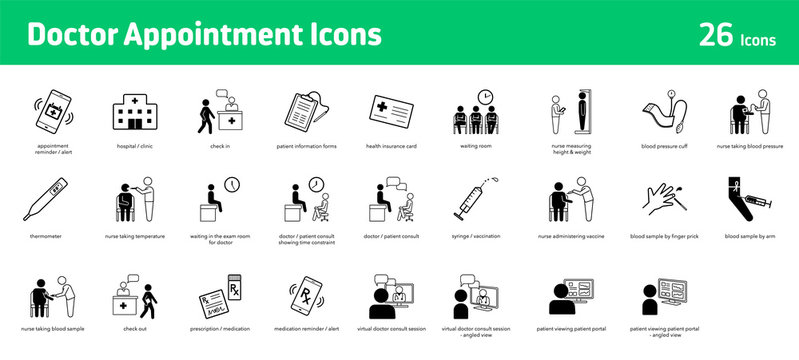 Doctor Appointment Icons
26 Icons
appointment
reminder / alert
hospital / clinic
check in
patient information forms
health insurance card
waiting room
nurse measuring
height & weight
blood pressure cuff
nurse taking blood pressure
thermometer
nurse taking temperature
waiting in the exam room
for doctor
doctor / patient consult
showing time constraint
doctor / patient consult
syringe / vaccination
nurse administering vaccine
blood sample by finger prick
blood sample by arm
nurse taking blood sample
check out
Rx
Rx
prescription / medication
Rx
medication reminder / alert
virtual doctor consult session
virtual doctor consult session
- angled view
patient viewing patient portal
patient viewing patient portal
- angled view